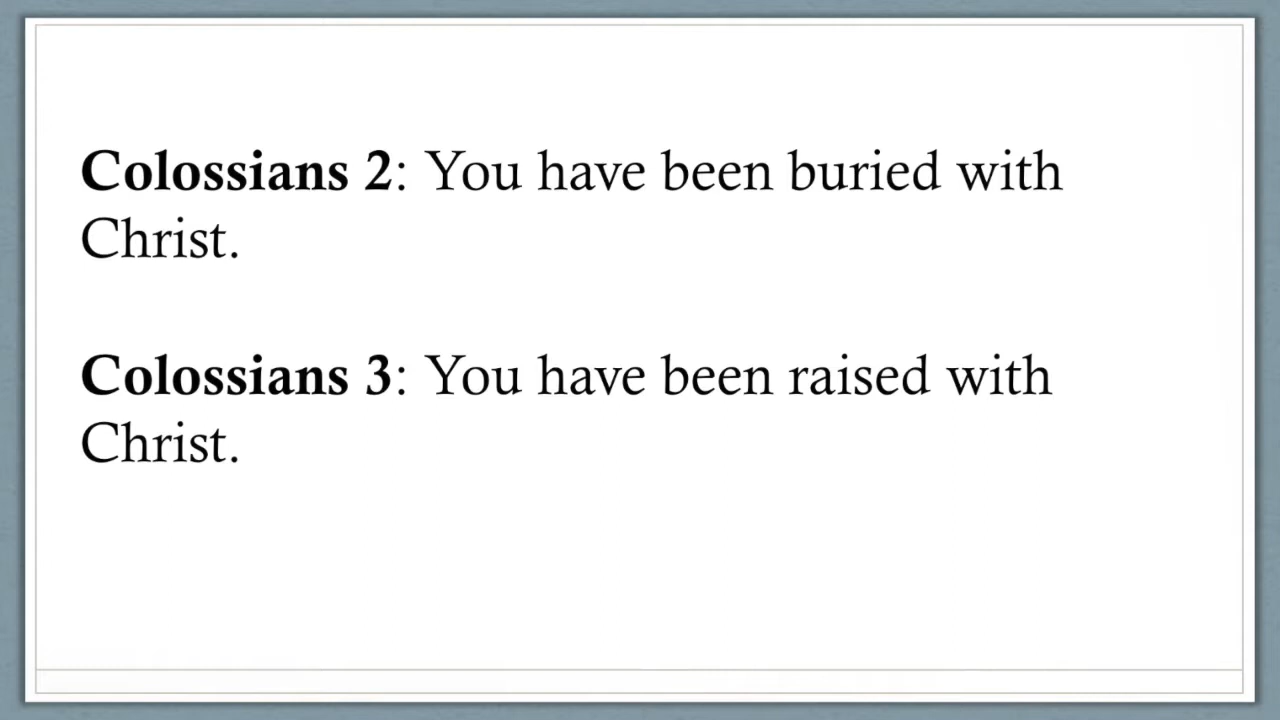 Colossians 2: You have been buried with
Christ.
Colossians 3: You have been raised with
Christ.